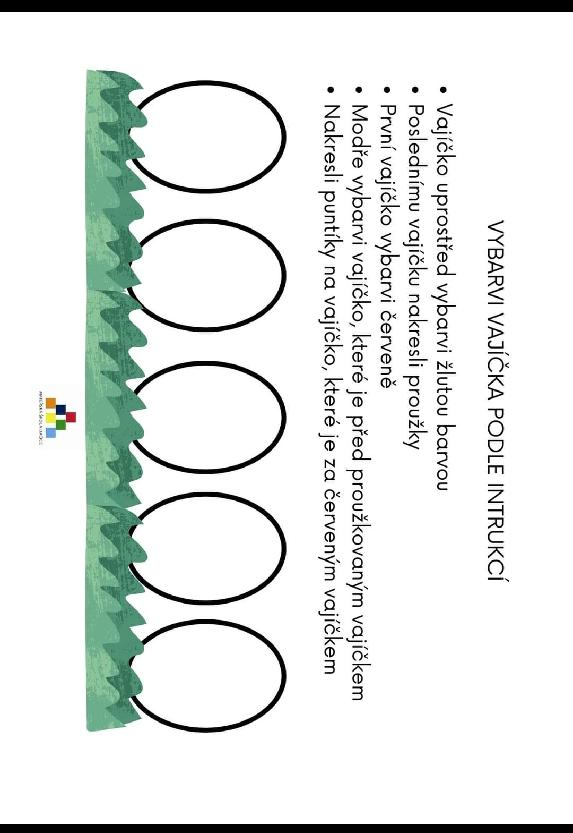 VYBARVI VAJÍČKA PODLE INTRUKCÍ
• Vajíčko uprostřed vybarvi žlutou barvou
• Poslednímu vajíčku nakresli proužky
• První vajíčko vybarvi červeně
• Modře vybarvi vajíčko, které je před proužkovaným vajíčkem
• Nakresli puntíky na vajíčko, které je za červeným vajíčkem